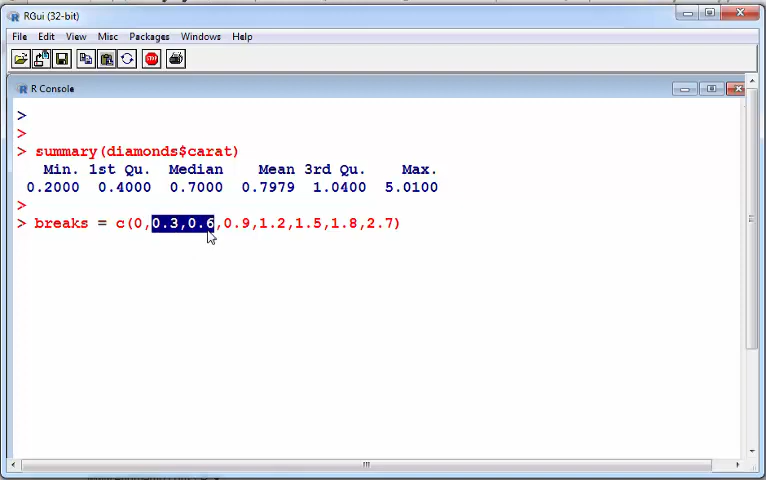 RGui (32-bit)
File Edit View Misc Packages Windows Help
STOP
R Console
>
>
> summary(diamonds$carat)
Min. 1st Qu. Median Mean 3rd Qu. Max.
0.2000 0.4000 0.7000 0.7979 1.0400 5.0100
>
> breaks = c(0,0.3,0.6,0.9,1.2,1.5,1.8,2.7)